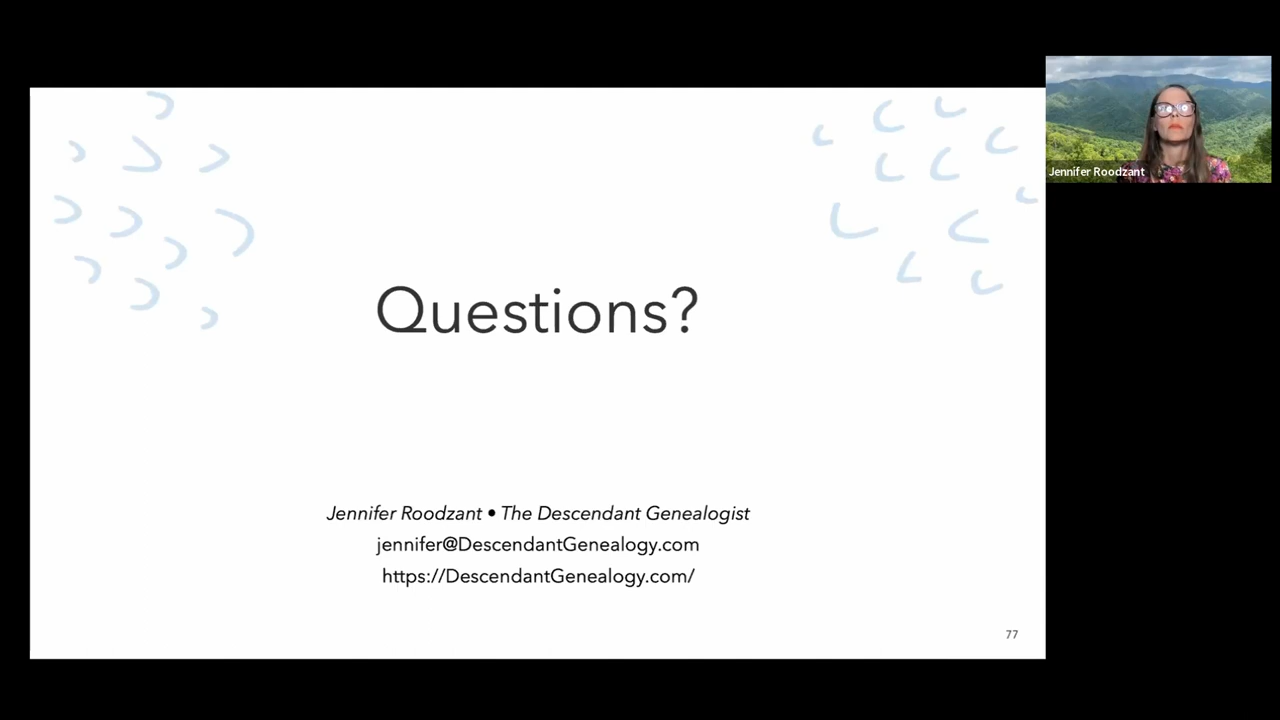 Jennifer Roodzant
Questions?
Jennifer Roodzant • The Descendant Genealogist
jennifer@DescendantGenealogy.com
https://DescendantGenealogy.com/
77